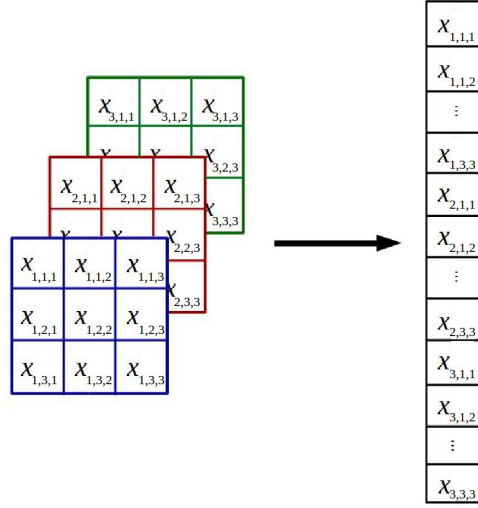 x3,1,1 x3,1,2 x3,1,3
x x x3,2,3
x3,3,3
x2,1,1 x2,1,2 x2,1,3
x x x2,2,3
x2,3,3
x1,1,1 x1,1,2 x1,1,3
x1,2,1 x1,2,2 x1,2,3
x1,3,1 x1,3,2 x1,3,3
x1,1,1
x1,1,2
...
x1,3,3
x2,1,1
x2,1,2
...
x2,3,3
x3,1,1
x3,1,2
...
x3,3,3